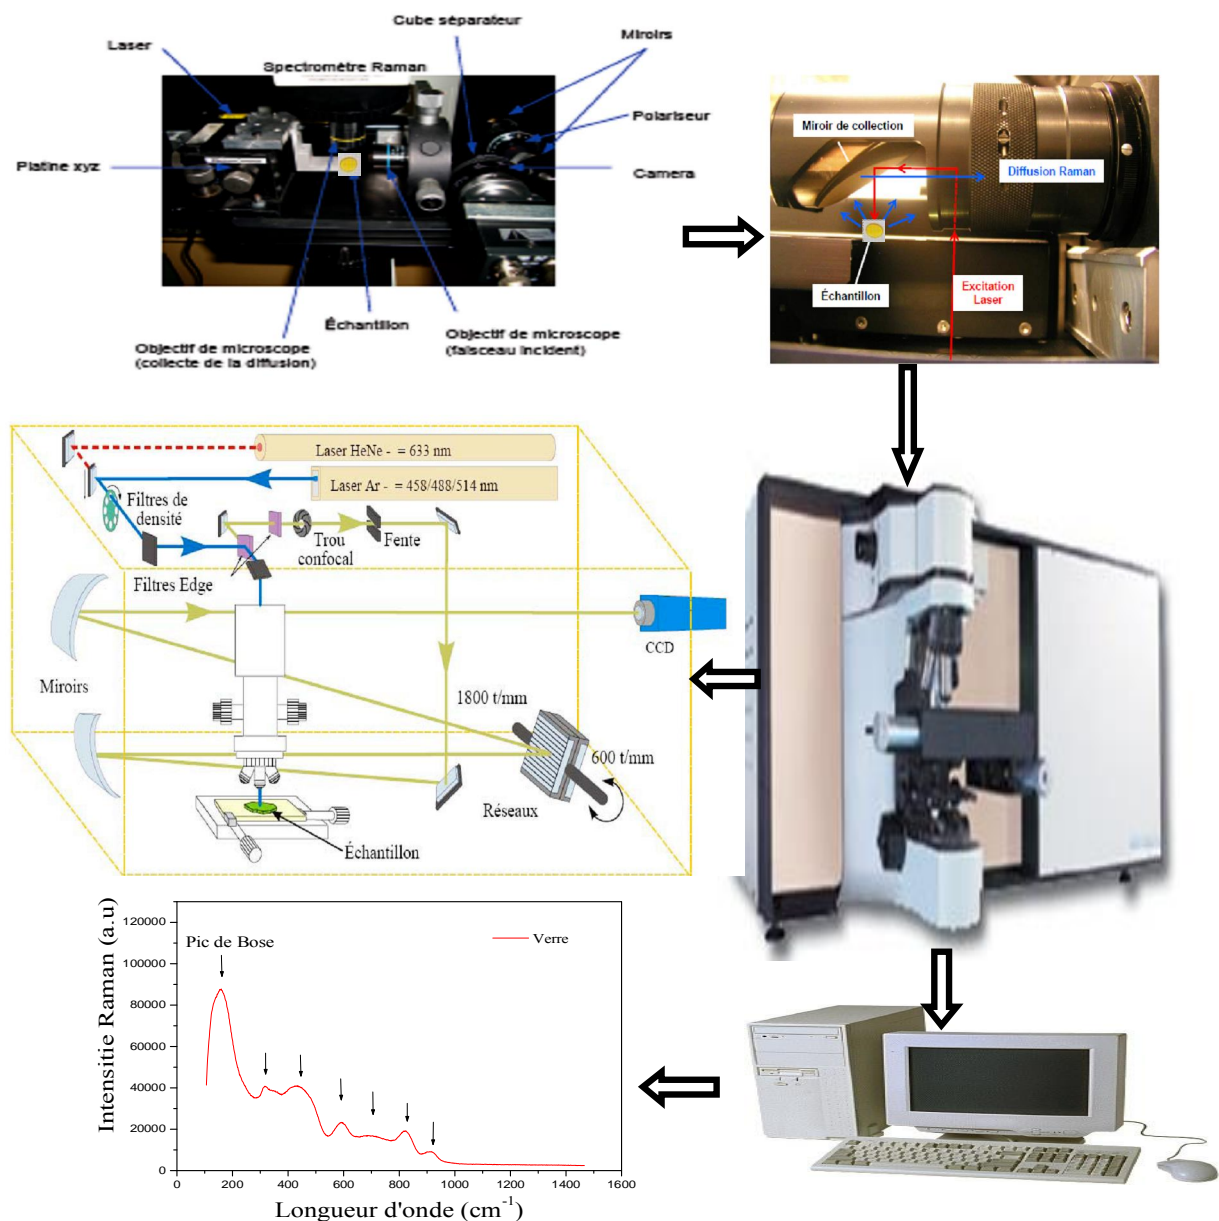 Cube séparateur
Laser
Miroirs
Spectromètre Raman
Polariseur
Platine xyz
Camera
Échantillon
Objectif de microscope
(collecte de la diffusion)
Objectif de microscope
(faisceau incident)
Miroir de collection
Diffusion Raman
Échantillon
Excitation
Laser
Laser HeNe - = 633 nm
Laser Ar - = 458/488/514 nm
Filtres de
densité
Trou
confocal
Fente
Filtres Edge
CCD
Miroirs
1800 t/mm
600 t/mm
Réseaux
Échantillon
Intensitie Raman (a.u)
120000
100000
80000
60000
40000
20000
0
Pic de Bose
Verre
0 200 400 600 800 1000 1200 1400 1600
Longueur d'onde (cm⁻¹)